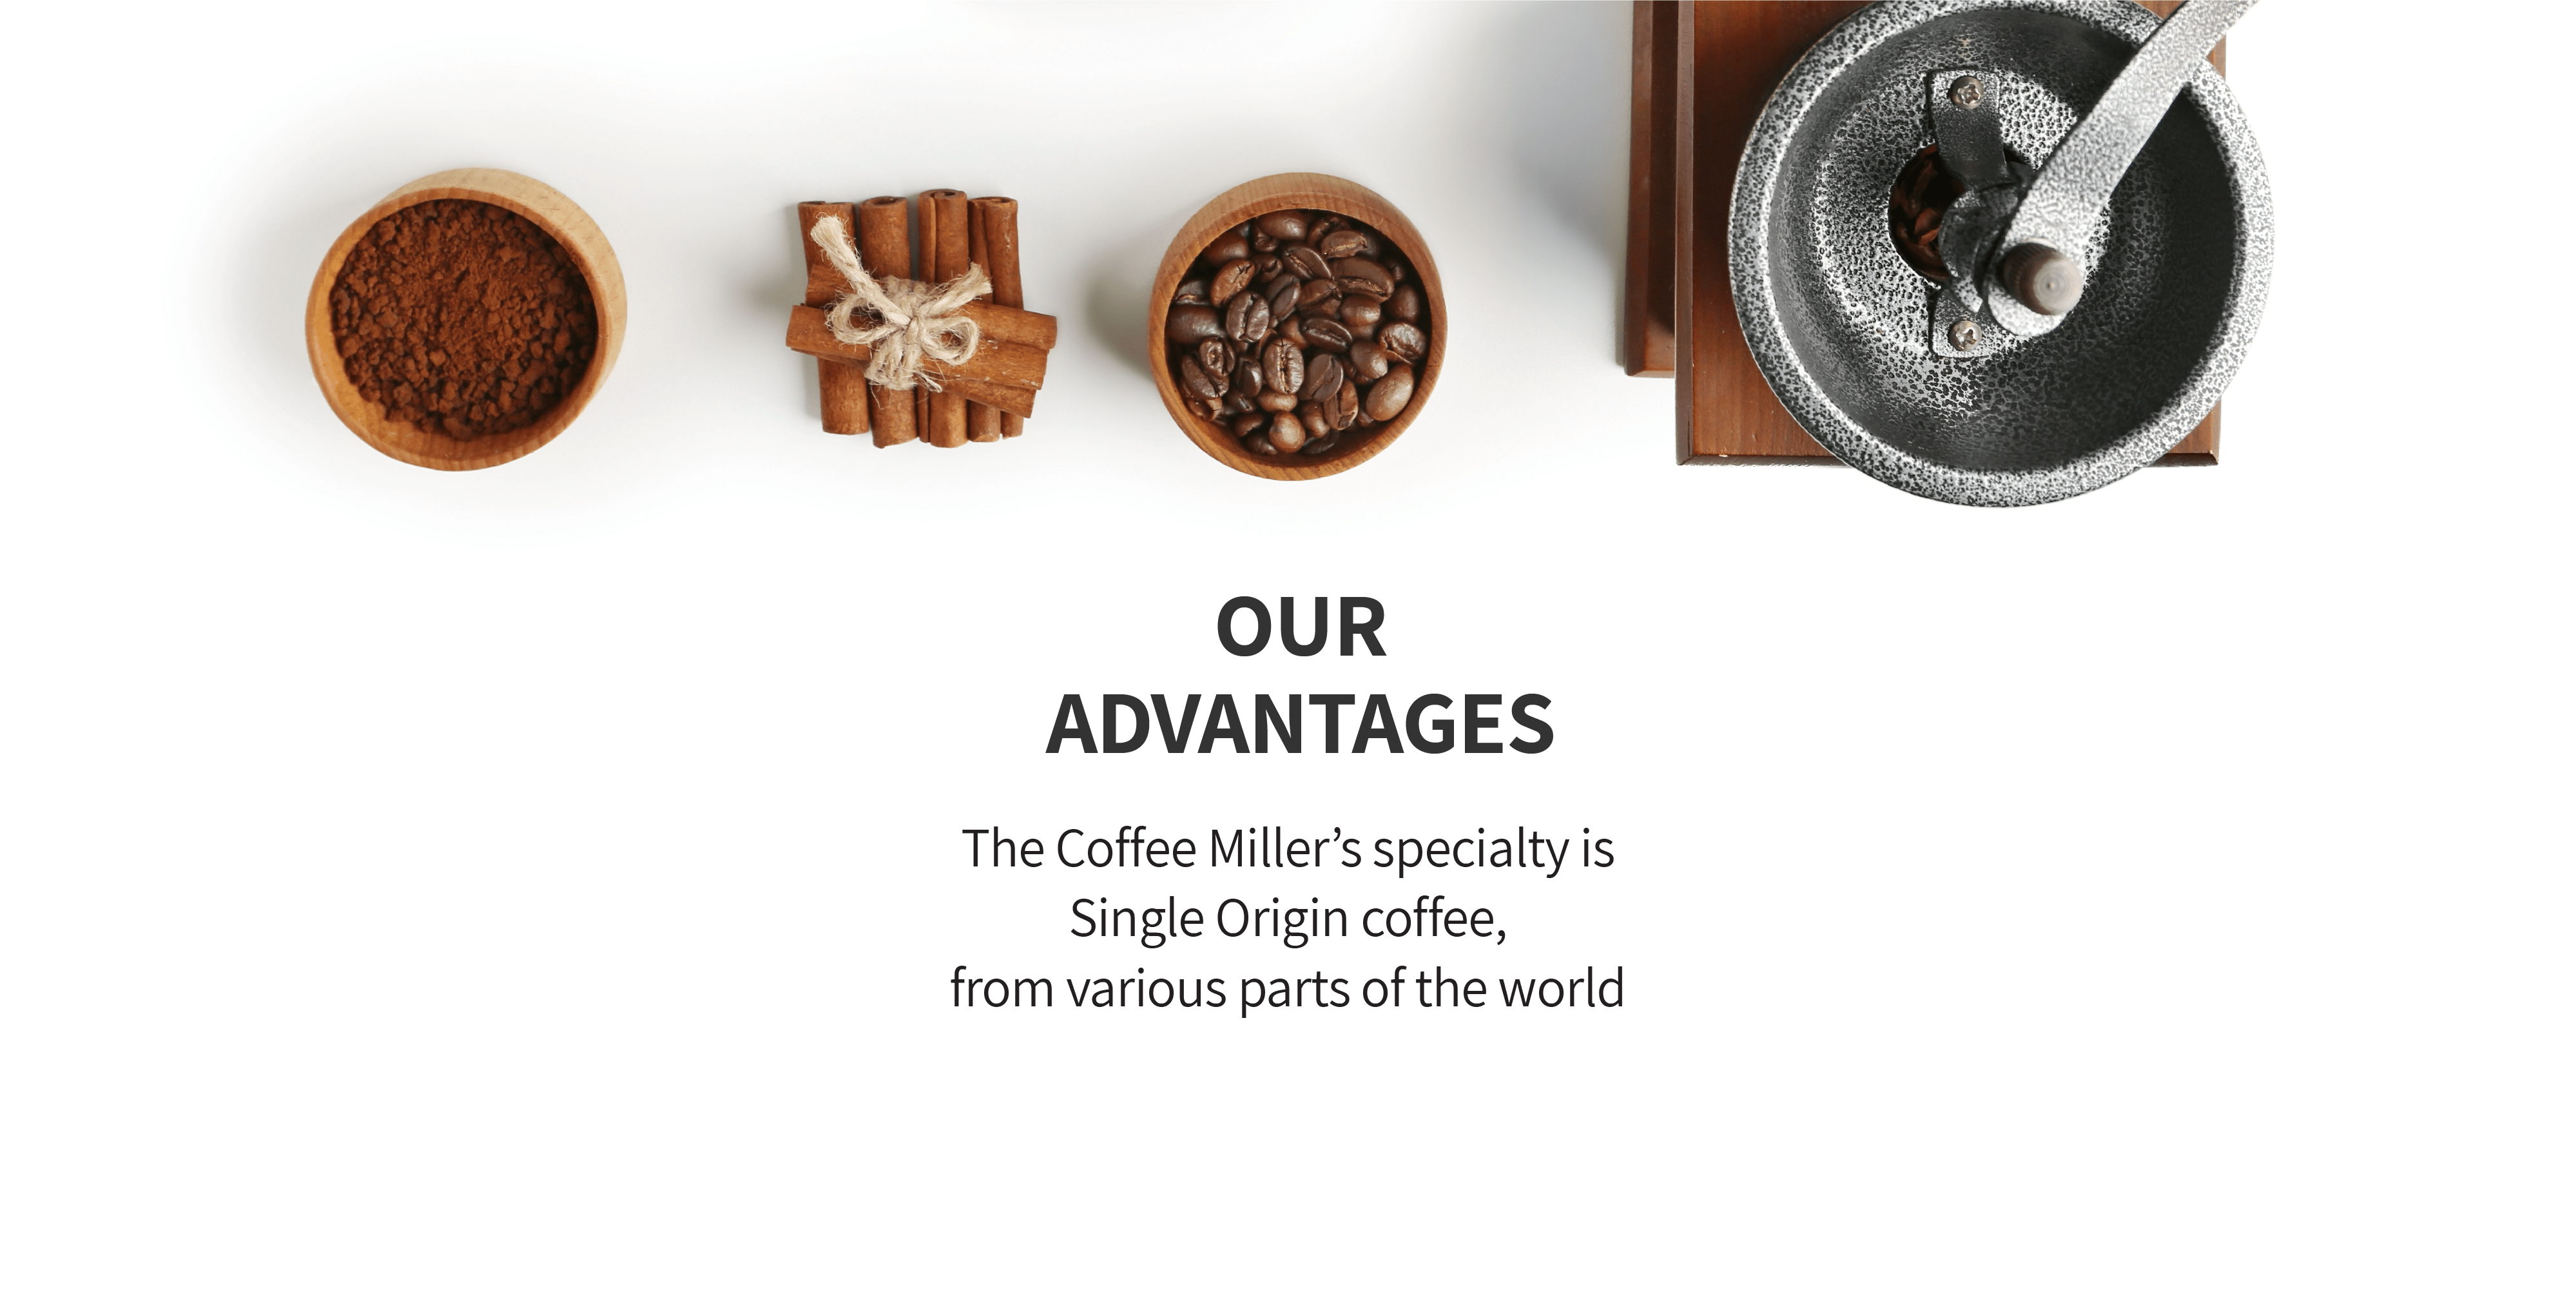 OUR
ADVANTAGES
The Coffee Miller’s specialty is
Single Origin coffee,
from various parts of the world